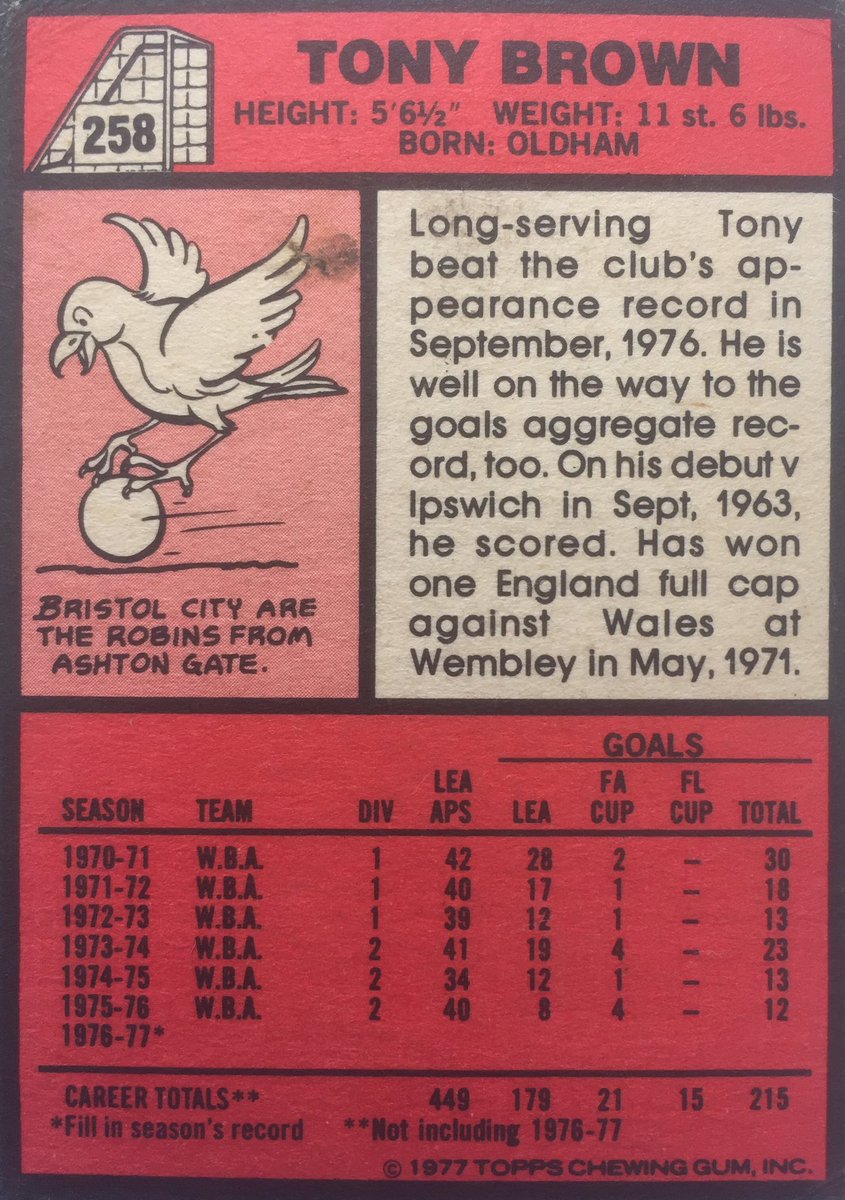 258
TONY BROWN
HEIGHT: 5'6½" WEIGHT: 11 st. 6 lbs.
BORN: OLDHAM
BRISTOL CITY ARE
THE ROBINS FROM
ASHTON GATE.
Long-serving Tony
beat the club's ap-
pearance record in
September, 1976. He is
well on the way to the
goals aggregate rec-
ord, too. On his debut v
Ipswich in Sept, 1963,
he scored. Has won
one England full cap
against Wales at
Wembley in May, 1971.
GOALS
LEA FA FL
SEASON TEAM DIV APS LEA CUP CUP TOTAL
1970-71 W.B.A. 1 42 28 2 – 30
1971-72 W.B.A. 1 40 17 1 – 18
1972-73 W.B.A. 1 39 12 1 – 13
1973-74 W.B.A. 2 41 19 4 – 23
1974-75 W.B.A. 2 34 12 1 – 13
1975-76 W.B.A. 2 40 8 4 – 12
1976-77*
CAREER TOTALS** 449 179 21 15 215
*Fill in season's record **Not including 1976-77
© 1977 TOPPS CHEWING GUM, INC.